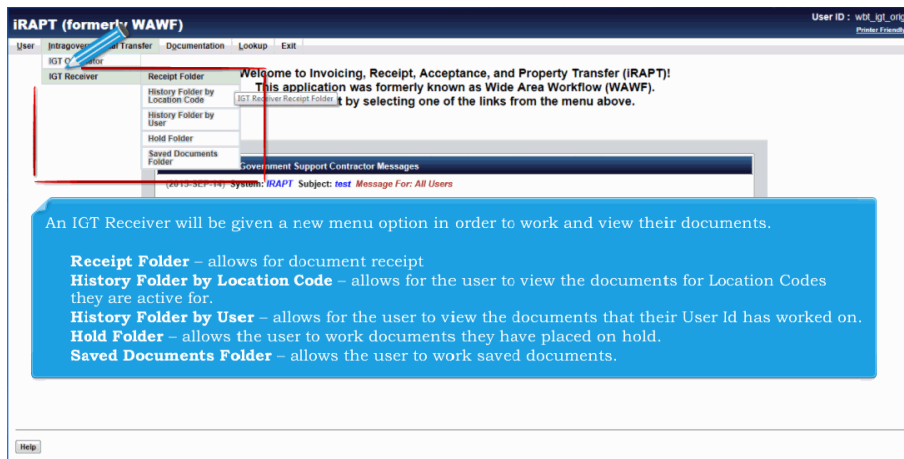 iRAPT (formerly WAWF)
User ID : wbt_igt_orig
Printer Friendly
User Transfer Documentation Lookup Exit
IGT
IGT Receiver
Receipt Folder
History Folder by
Location Code
History Folder by
User
Hold Folder
Saved Documents
Folder
IGT Receiver Receipt Folder
Welcome to Invoicing, Receipt, Acceptance, and Property Transfer (iRAPT)!
This application was formerly known as Wide Area Workflow (WAWF).
by selecting one of the links from the menu above.
Government Support Contractor Messages
System: IRAPT Subject: test Message For: All Users
An IGT Receiver will be given a new menu option in order to work and view their documents.
Receipt Folder – allows for document receipt
History Folder by Location Code – allows for the user to view the documents for Location Codes
they are active for.
History Folder by User – allows for the user to view the documents that their User Id has worked on.
Hold Folder – allows the user to work documents they have placed on hold.
Saved Documents Folder – allows the user to work saved documents.
Help